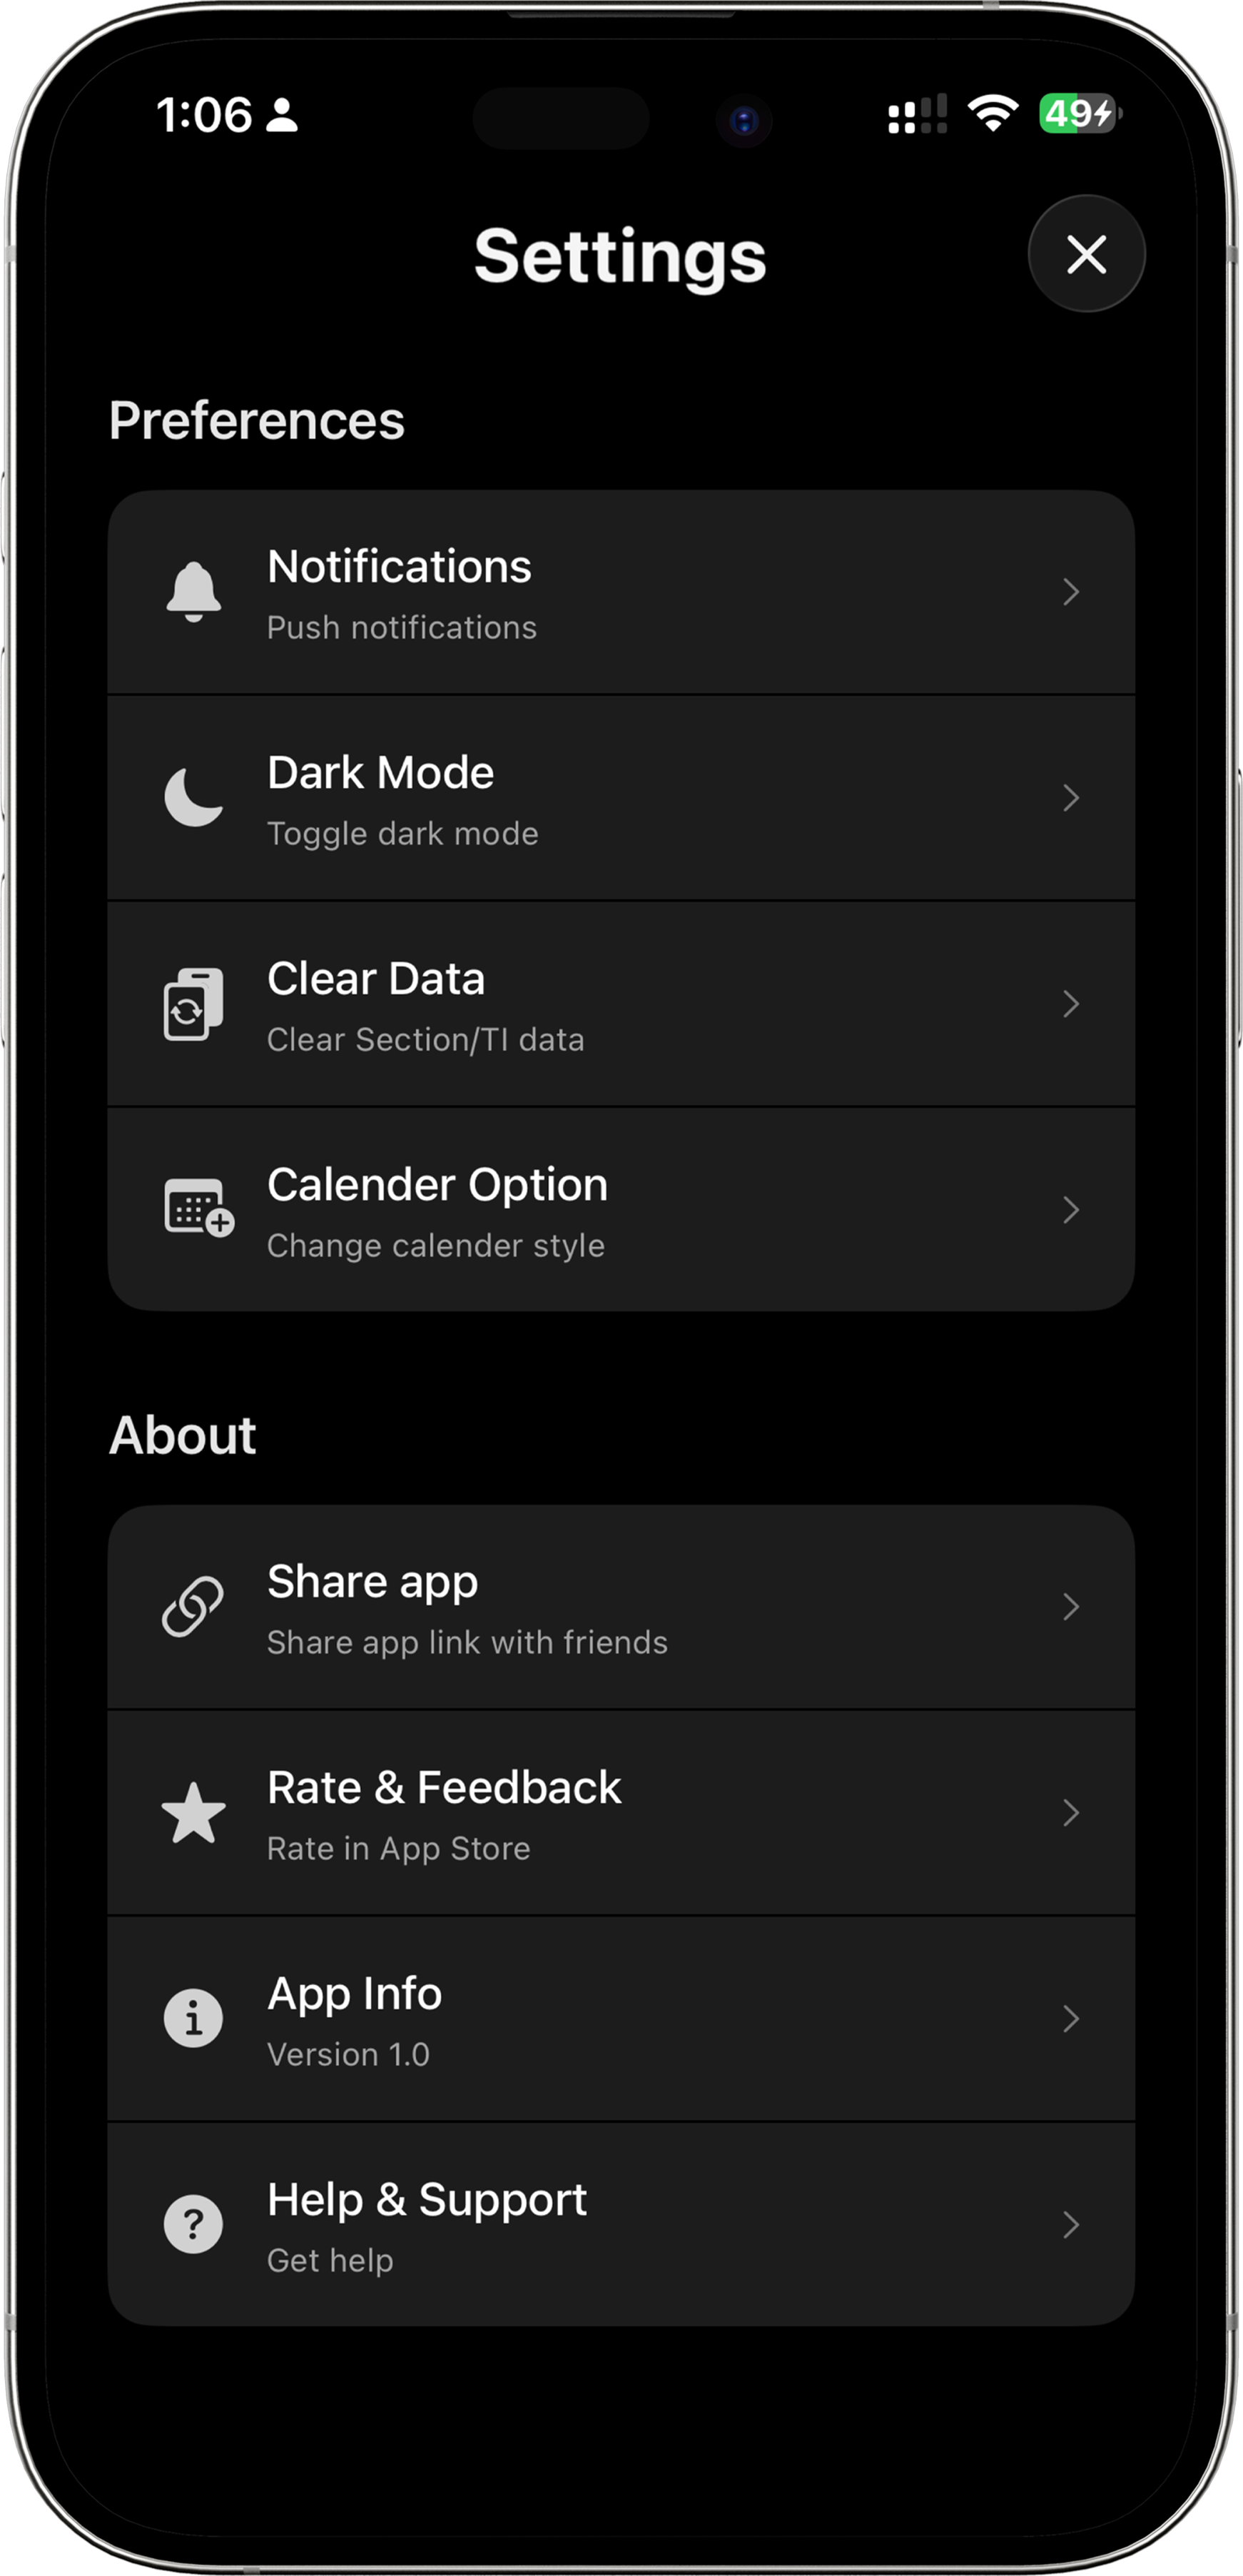 1:06
49
Settings
Preferences
Notifications
Push notifications
Dark Mode
Toggle dark mode
Clear Data
Clear Section/TI data
Calender Option
Change calender style
About
Share app
Share app link with friends
Rate & Feedback
Rate in App Store
App Info
Version 1.0
Help & Support
Get help